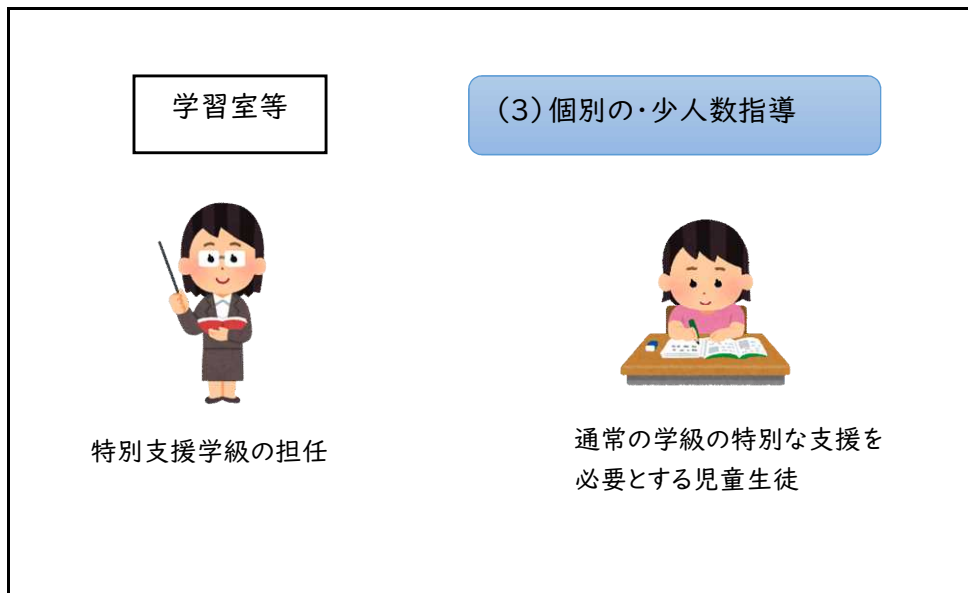 学習室等
(3)個別の・少人数指導
特別支援学級の担任
通常の学級の特別な支援を
必要とする児童生徒